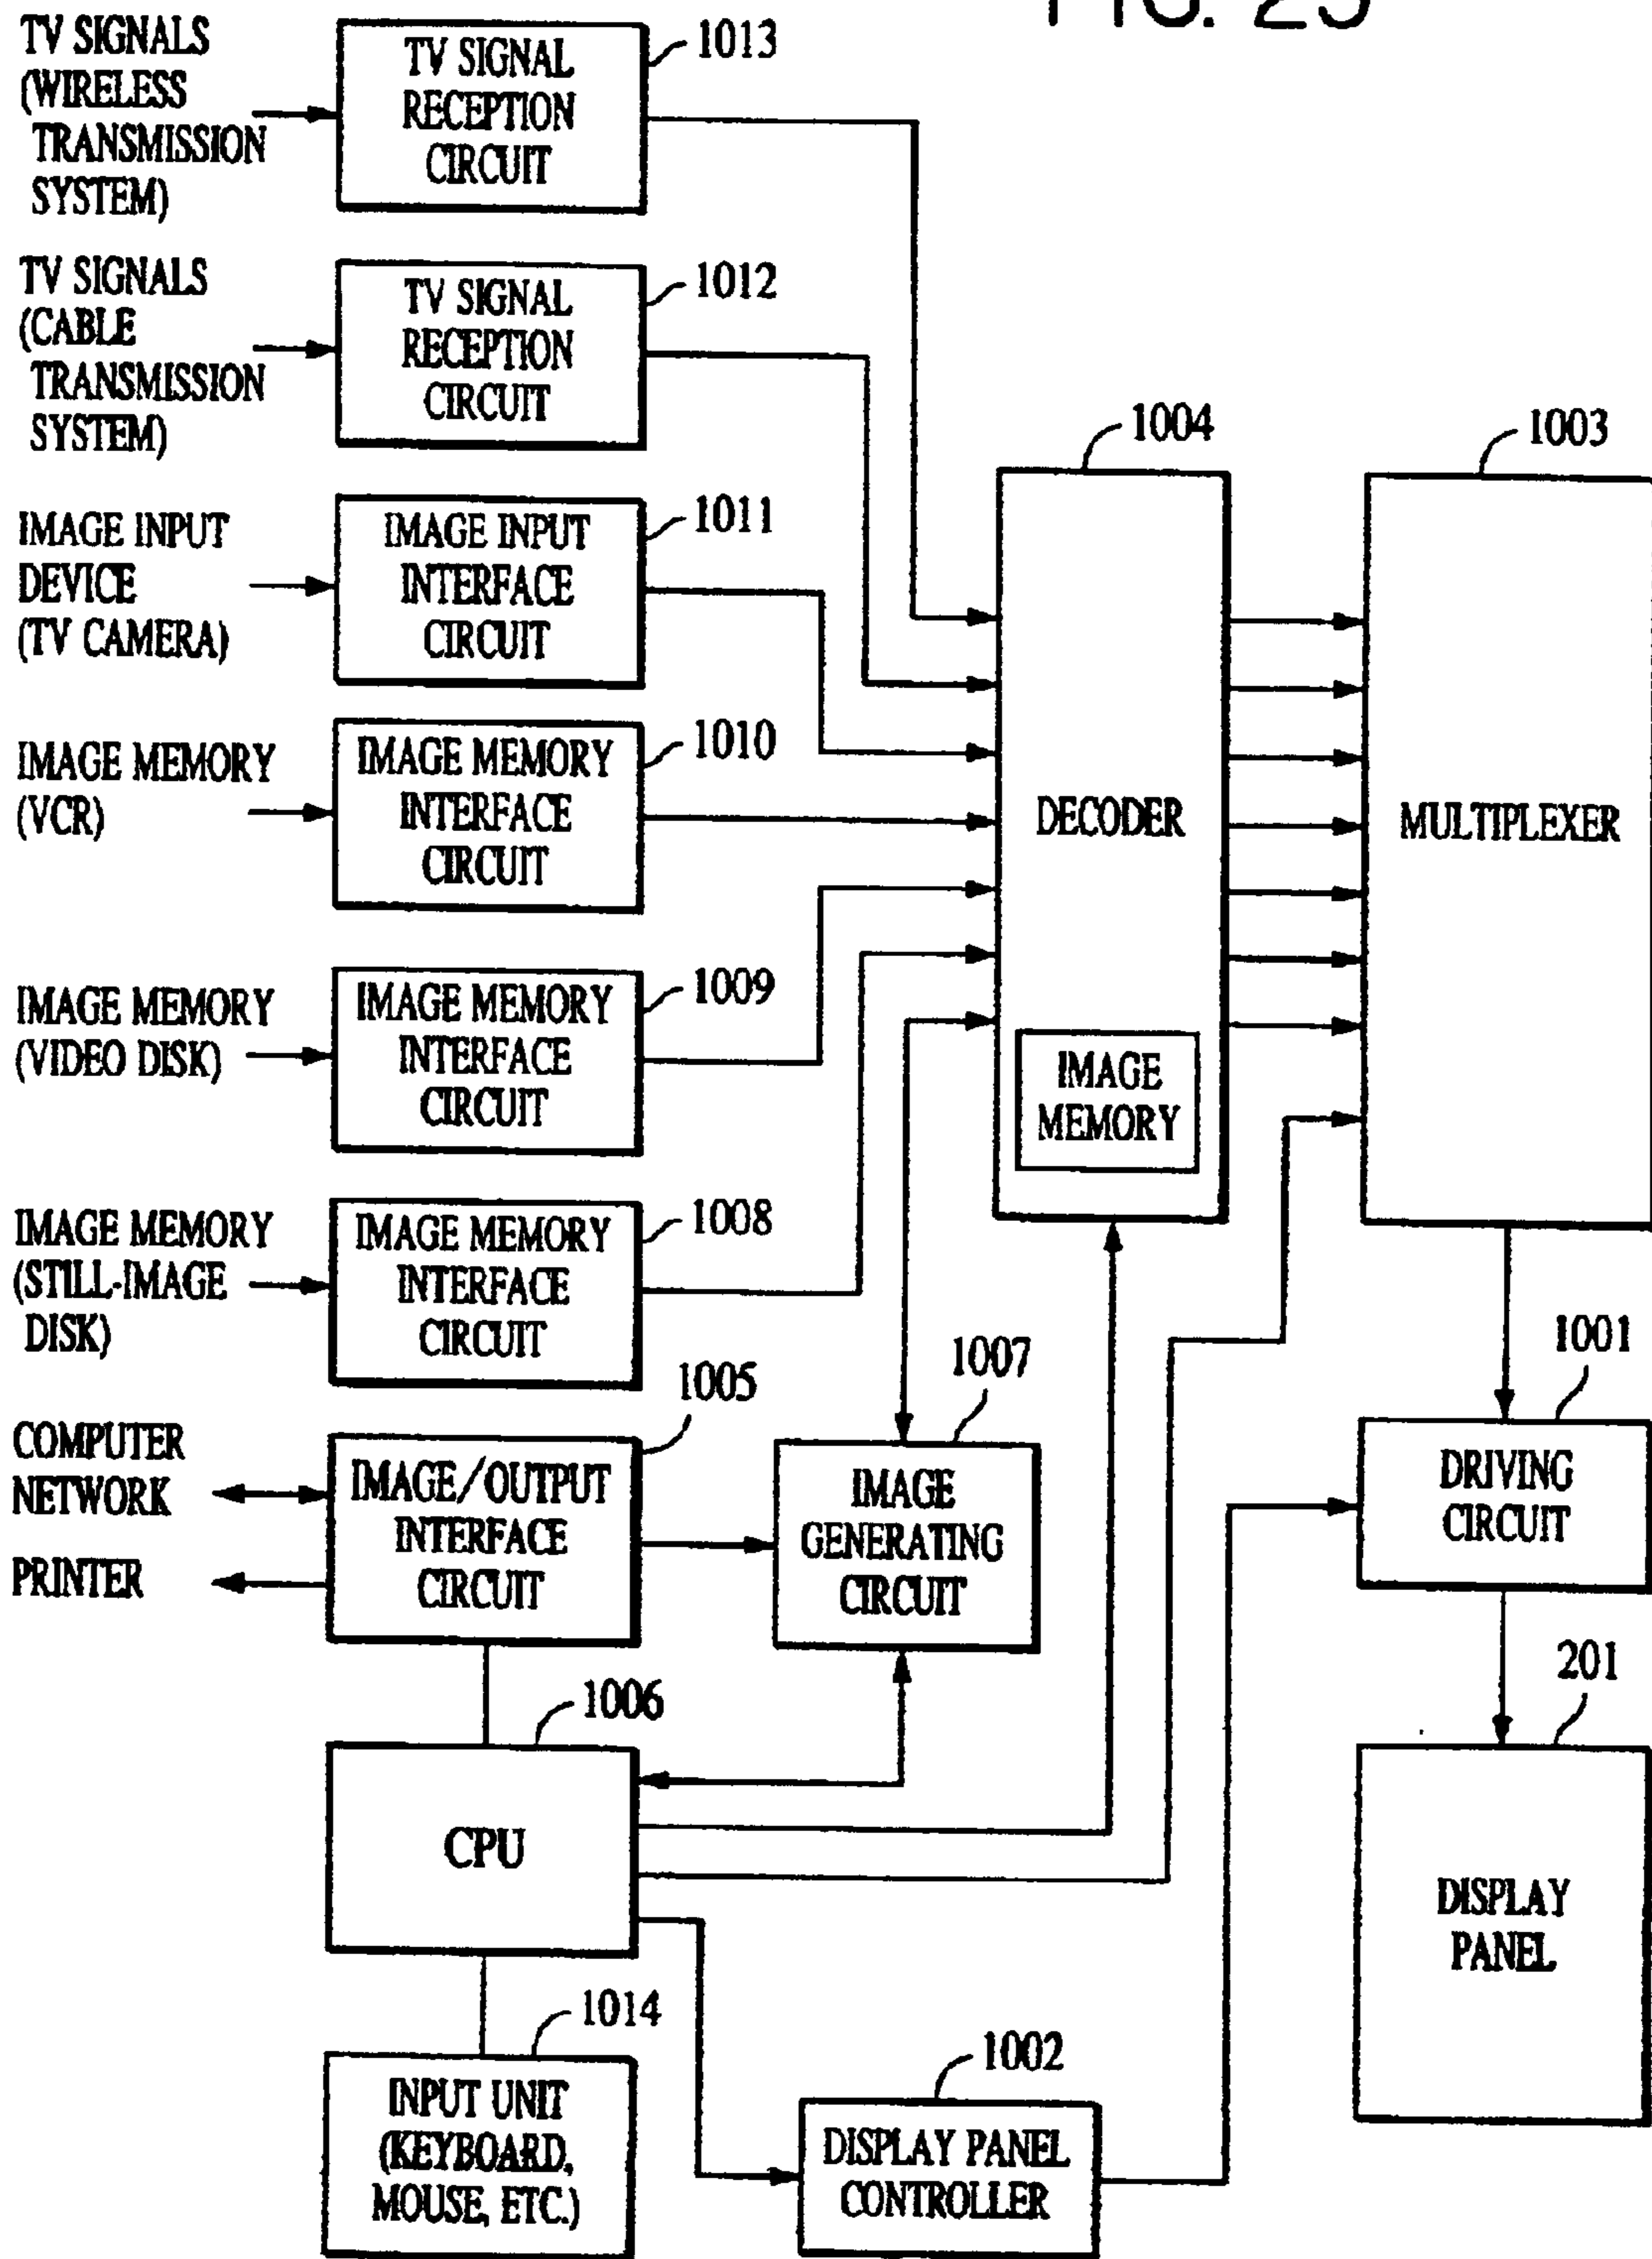 FIG. 25
TV SIGNALS
(WIRELESS
TRANSMISSION
SYSTEM)
TV SIGNAL
RECEPTION
CIRCUIT
1013
TV SIGNALS
(CABLE
TRANSMISSION
SYSTEM)
TV SIGNAL
RECEPTION
CIRCUIT
1012
IMAGE INPUT
DEVICE
(TV CAMERA)
IMAGE INPUT
INTERFACE
CIRCUIT
1011
IMAGE MEMORY
(VCR)
IMAGE MEMORY
INTERFACE
CIRCUIT
1010
IMAGE MEMORY
(VIDEO DISK)
IMAGE MEMORY
INTERFACE
CIRCUIT
1009
IMAGE MEMORY
(STILL-IMAGE
DISK)
IMAGE MEMORY
INTERFACE
CIRCUIT
1008
COMPUTER
NETWORK
PRINTER
IMAGE/OUTPUT
INTERFACE
CIRCUIT
1005
IMAGE
GENERATING
CIRCUIT
1007
1004
DECODER
IMAGE
MEMORY
1003
MULTIPLEXER
1001
DRIVING
CIRCUIT
201
DISPLAY
PANEL
1006
CPU
1014
INPUT UNIT
(KEYBOARD,
MOUSE, ETC.)
1002
DISPLAY PANEL
CONTROLLER